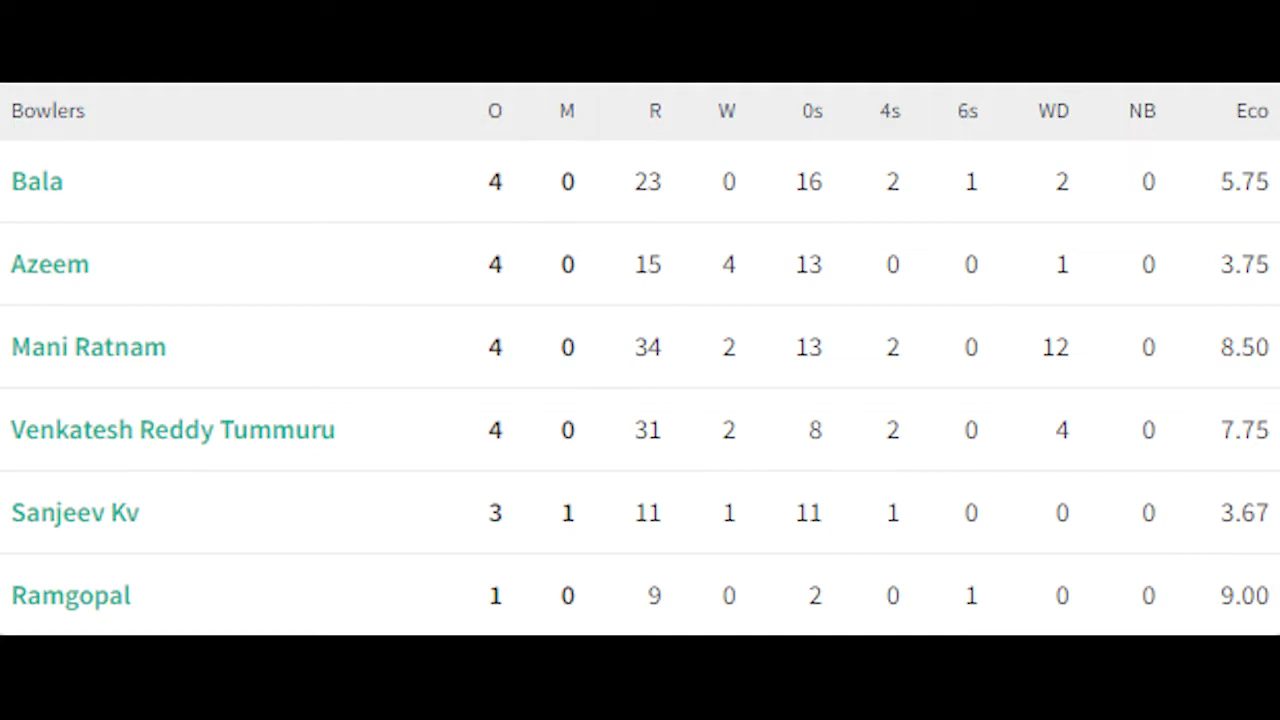 Bowlers O M R W 0s 4s 6s WD NB Eco
Bala 4 0 23 0 16 2 1 2 0 5.75
Azeem 4 0 15 4 13 0 0 1 0 3.75
Mani Ratnam 4 0 34 2 13 2 0 12 0 8.50
Venkatesh Reddy Tummuru 4 0 31 2 8 2 0 4 0 7.75
Sanjeev Kv 3 1 11 1 11 1 0 0 0 3.67
Ramgopal 1 0 9 0 2 0 1 0 0 9.00